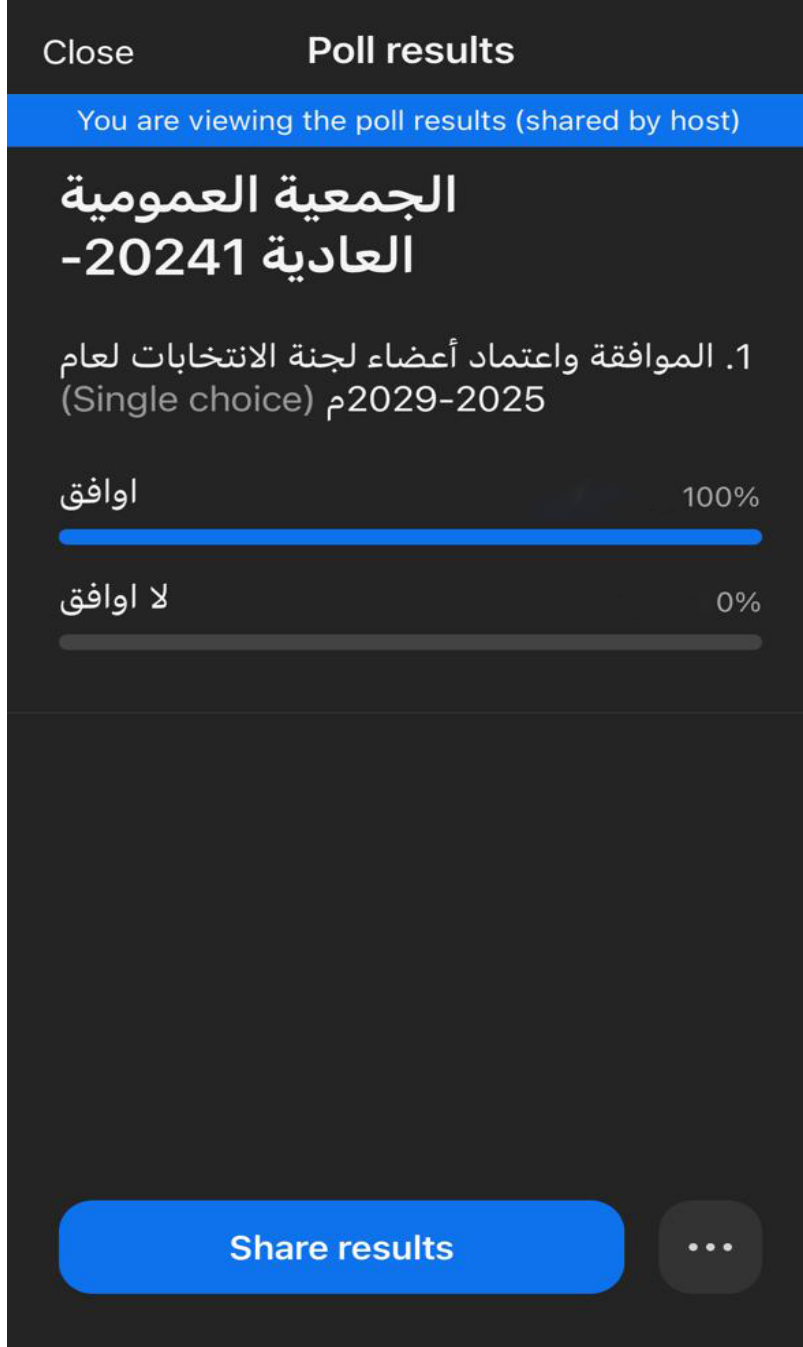 Close
Poll results
You are viewing the poll results (shared by host)
الجمعية العمومية
العادية 20241-
1. الموافقة واعتماد أعضاء لجنة الانتخابات لعام
2025-2029م (Single choice)
اوافق 100%
لا اوافق 0%
Share results